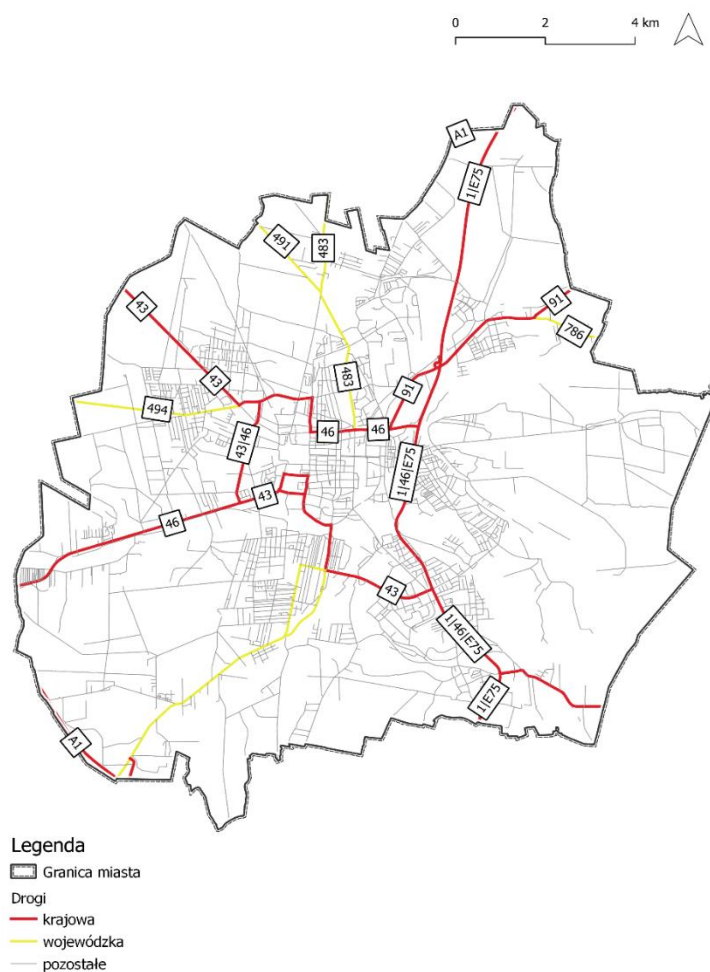 0 2 4 km
A1
1|E75
491
483
43
91
786
43
483
91
494
43|46
46
46
1|46|E75
43
46
43
1|46|E75
1|E75
A1
Legenda
Granica miasta
Drogi
krajowa
wojewódzka
pozostałe